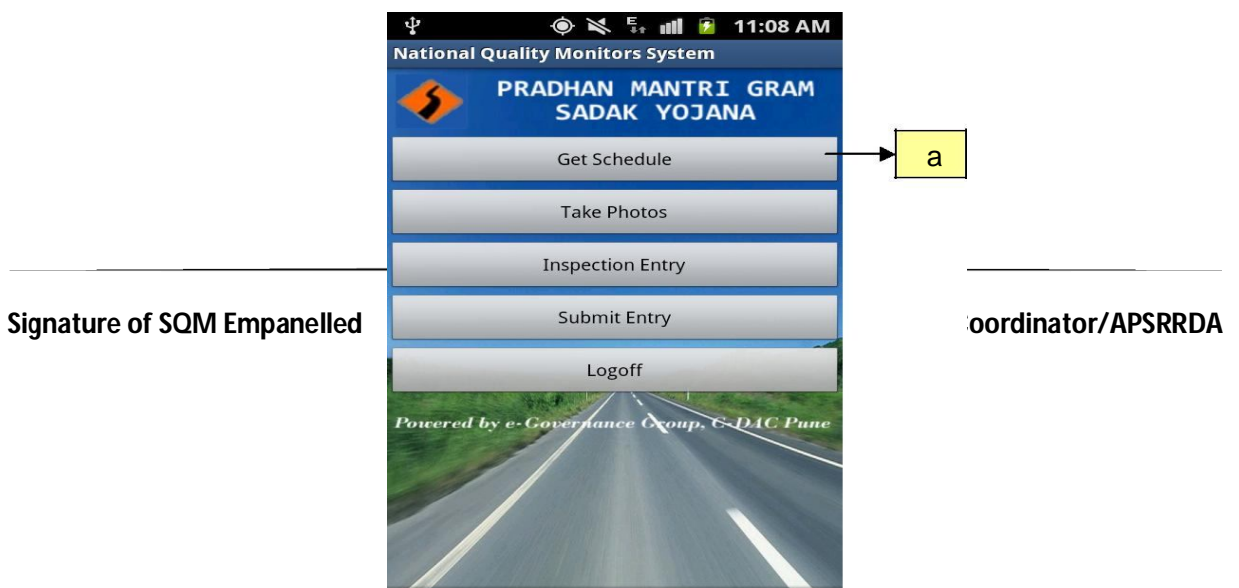 11:08 AM
National Quality Monitors System
PRADHAN MANTRI GRAM
SADAK YOJANA
Get Schedule
a
Take Photos
Inspection Entry
Submit Entry
Signature of SQM Empanelled
oordinator/APSRRDA
Logoff
Powered by e-Governance Group, C-DAC Pune